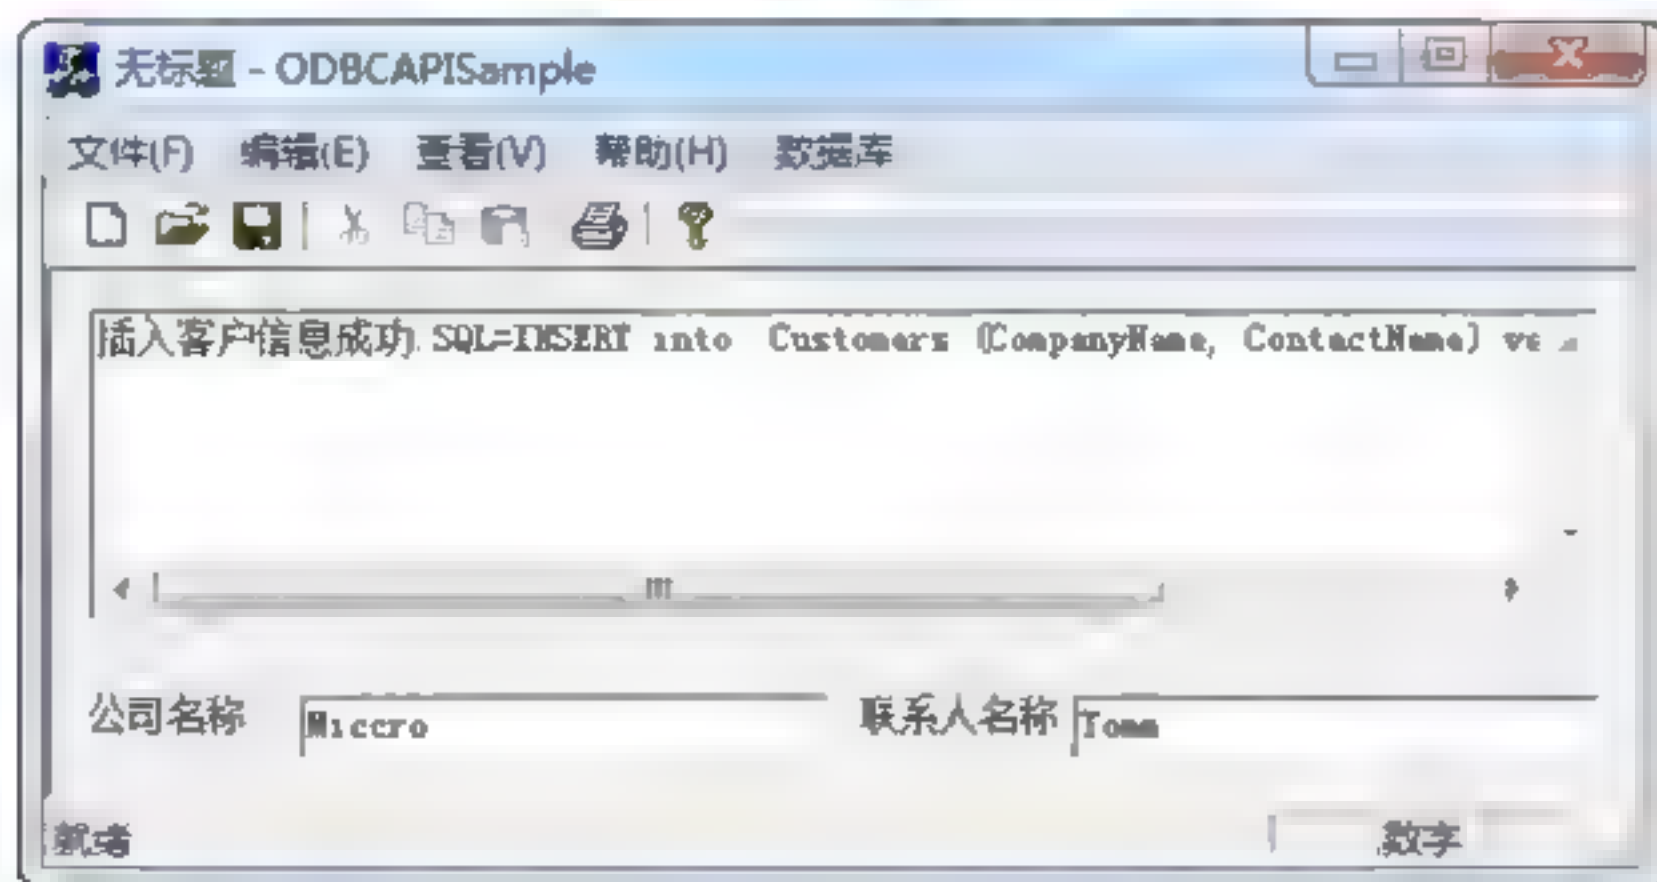 无标题 - ODBCAPISample
文件(F) 编辑(E) 查看(V) 帮助(H) 数据库
插入客户信息成功. SQL=INSERT into Customers (CompanyName, ContactName) va
公司名称 Miccro 联系人名称 Tomm
就绪 数字